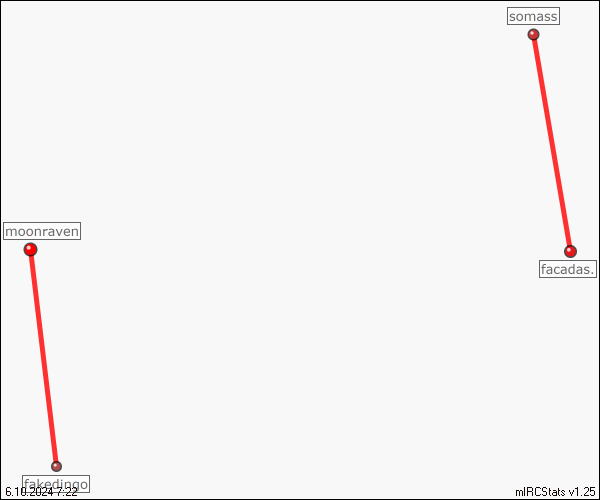 somass
moonraven
facadas.
fakedingo
6.10.2024 7:22
mIRCStats v1.25